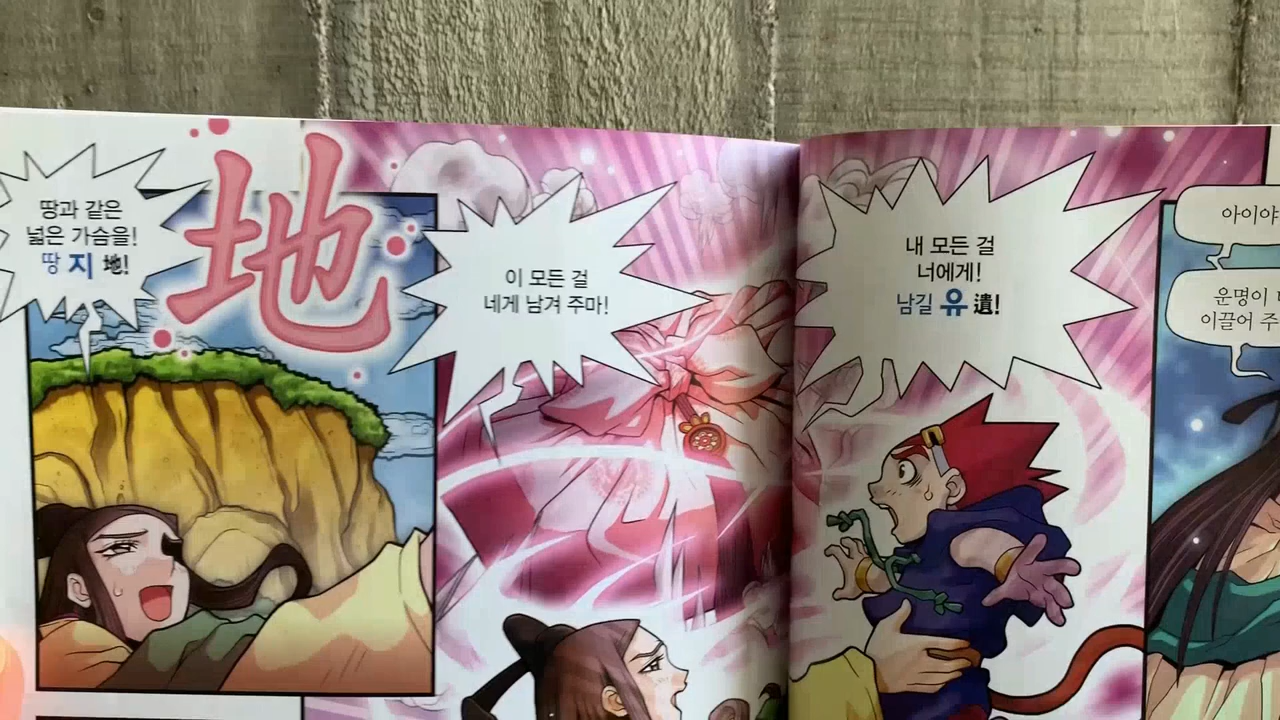 땅과 같은
넓은 가슴을!
땅 지 地!
地
이 모든 걸
네게 남겨 주마!
내 모든 걸
너에게!
남길 유 遺!
아이야
운명이
이끌어 주